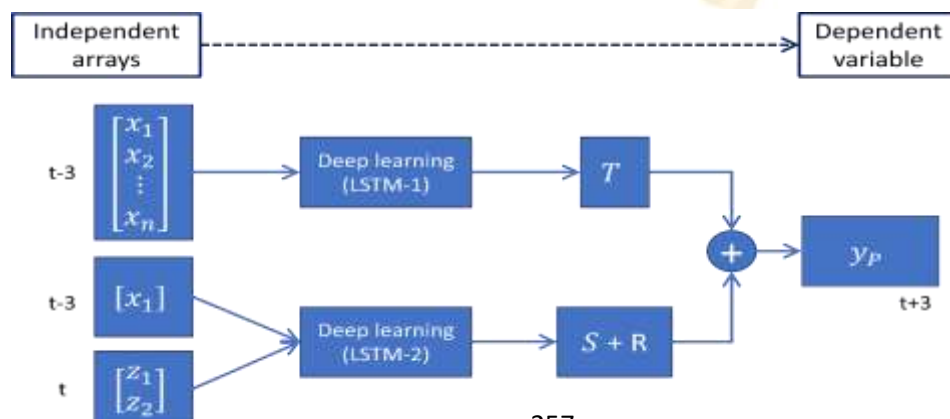 Independent
arrays
Dependent
variable
t-3
[x₁
x₂
⋮
xₙ]
Deep learning
(LSTM-1)
T
+
y_P
t+3
t-3
[x₁]
Deep learning
(LSTM-2)
S + R
t
[z₁
z₂]